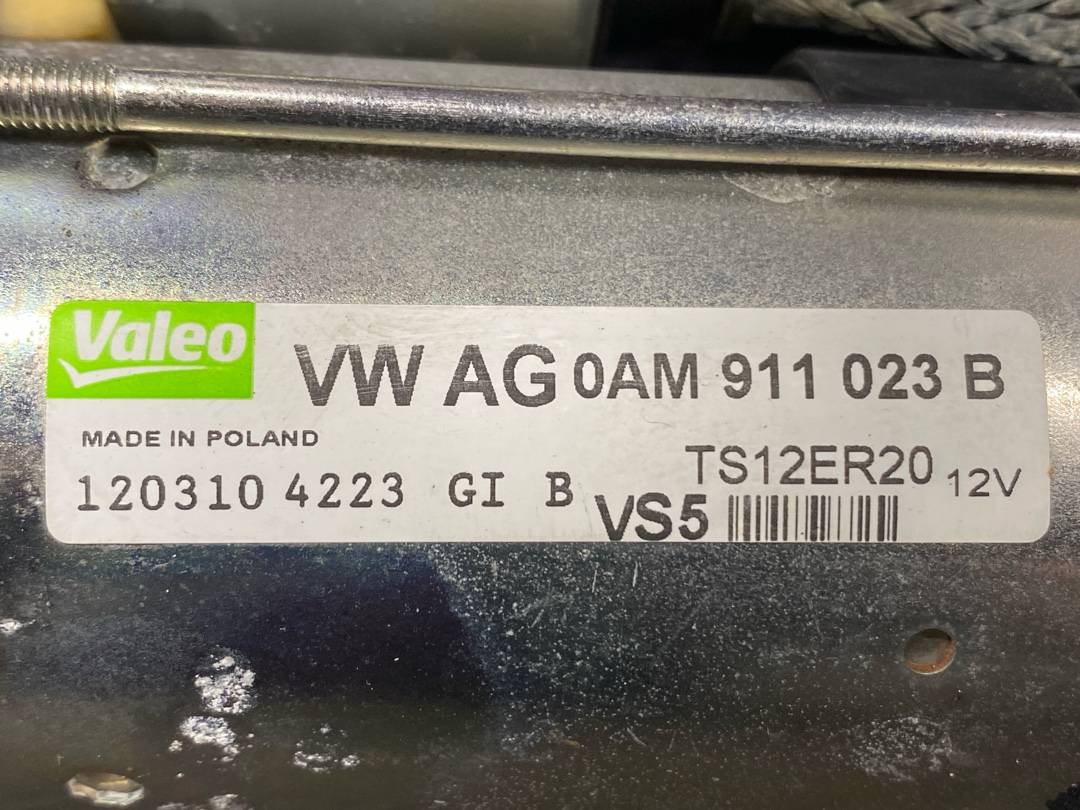 Valeo
VW AG 0AM 911 023 B
MADE IN POLAND
TS12ER20 12V
120310 4223 GI B
VS5